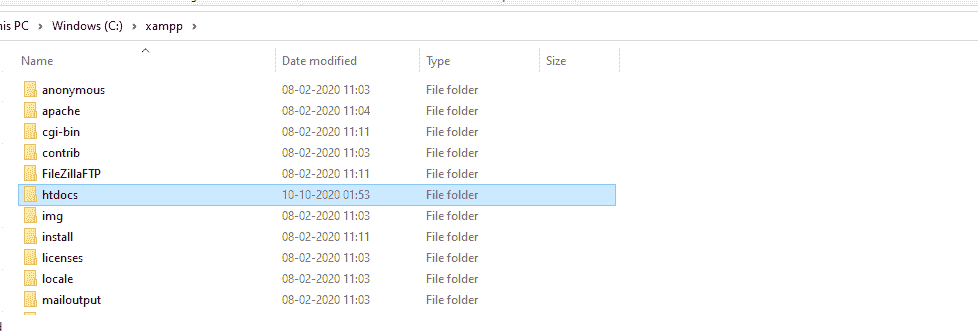 his PC > Windows (C:) > xampp >
Name Date modified Type Size
anonymous 08-02-2020 11:03 File folder
apache 08-02-2020 11:04 File folder
cgi-bin 08-02-2020 11:11 File folder
contrib 08-02-2020 11:03 File folder
FileZillaFTP 08-02-2020 11:11 File folder
htdocs 10-10-2020 01:53 File folder
img 08-02-2020 11:03 File folder
install 08-02-2020 11:11 File folder
licenses 08-02-2020 11:03 File folder
locale 08-02-2020 11:03 File folder
mailoutput 08-02-2020 11:03 File folder